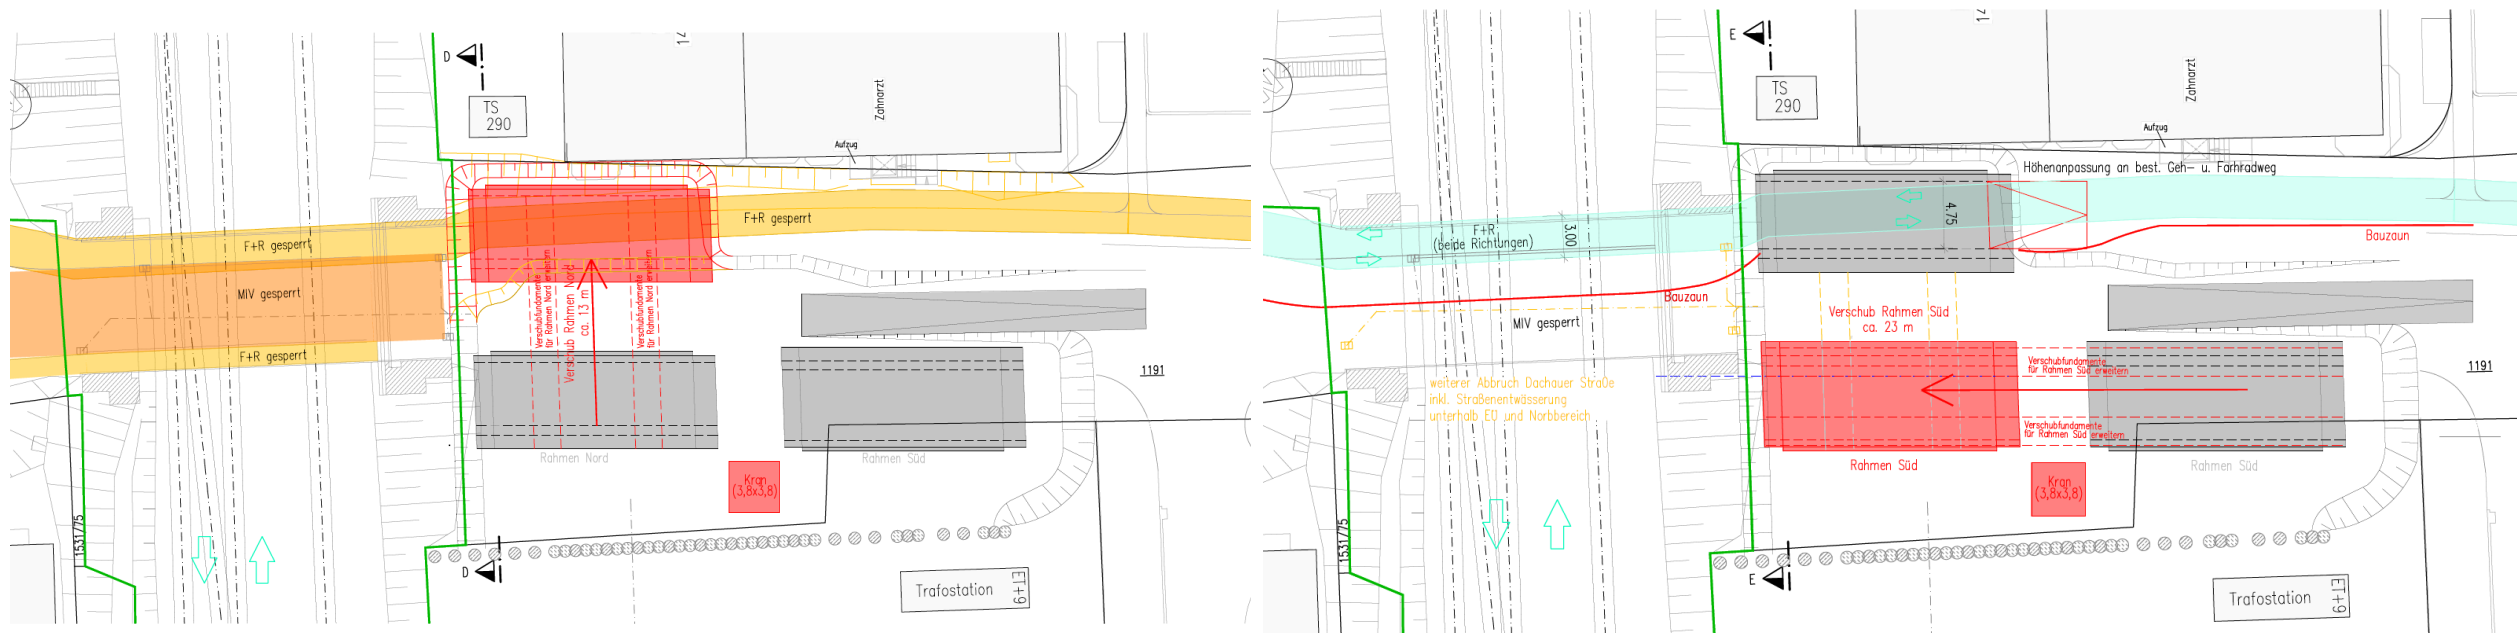 D
TS
290
17
Zahnarzt
Aufzug
F+R gesperrt
F+R gesperrt
MIV gesperrt
F+R gesperrt
Verschubfundamente
für Rahmen Nord erweitern
Verschub Rahmen Nord
ca. 13 m
Verschubfundamente
für Rahmen Nord erweitern
1191
Rahmen Nord
Rahmen Süd
Kran
(3,8x3,8)
1531/75
D
Trafostation
ET+9
E
TS
290
17
Zahnarzt
Aufzug
Höhenanpassung an best. Geh- u. Fahrradweg
F+R
(beide Richtungen)
3.00
4.75
Bauzaun
Bauzaun
MIV gesperrt
Verschub Rahmen Süd
ca. 23 m
Verschubfundamente
für Rahmen Süd erweitern
1191
weiterer Abbruch Dachauer Straße
inkl. Straßenentwässerung
unterhalb EÜ und Norbbereich
Verschubfundamente
für Rahmen Süd erweitern
Rahmen Süd
Rahmen Süd
Kran
(3,8x3,8)
1531/75
E
Trafostation
ET+9